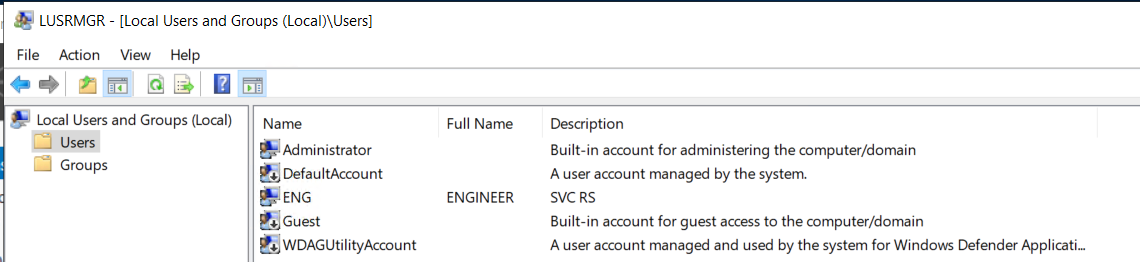 LUSRMGR - [Local Users and Groups (Local)\Users]
File Action View Help
Local Users and Groups (Local)
Users
Groups
Name Full Name Description
Administrator Built-in account for administering the computer/domain
DefaultAccount A user account managed by the system.
ENG ENGINEER SVC RS
Guest Built-in account for guest access to the computer/domain
WDAGUtilityAccount A user account managed and used by the system for Windows Defender Applicati...